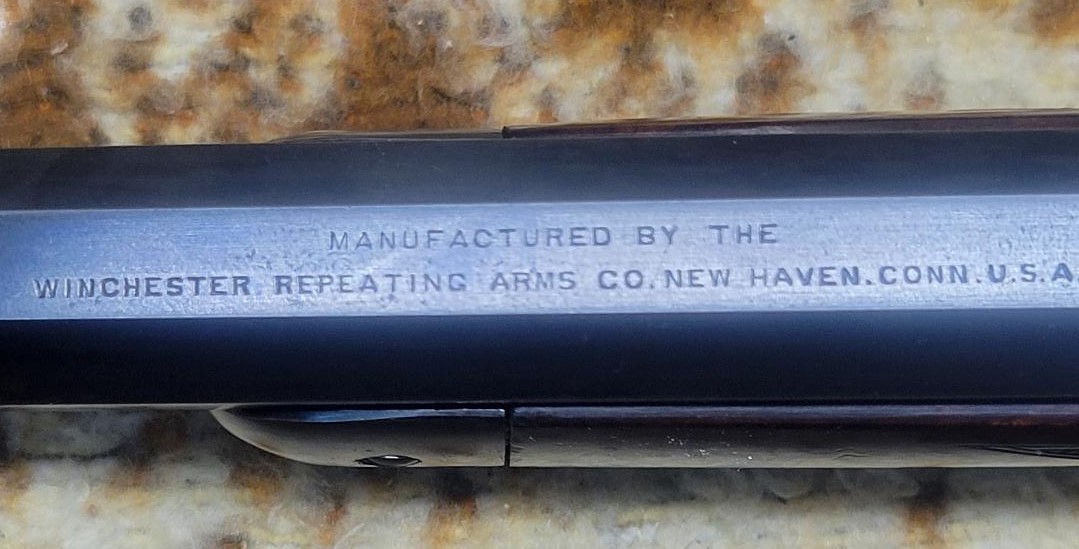 MANUFACTURED BY THE
WINCHESTER REPEATING ARMS CO. NEW HAVEN. CONN. U.S.A.